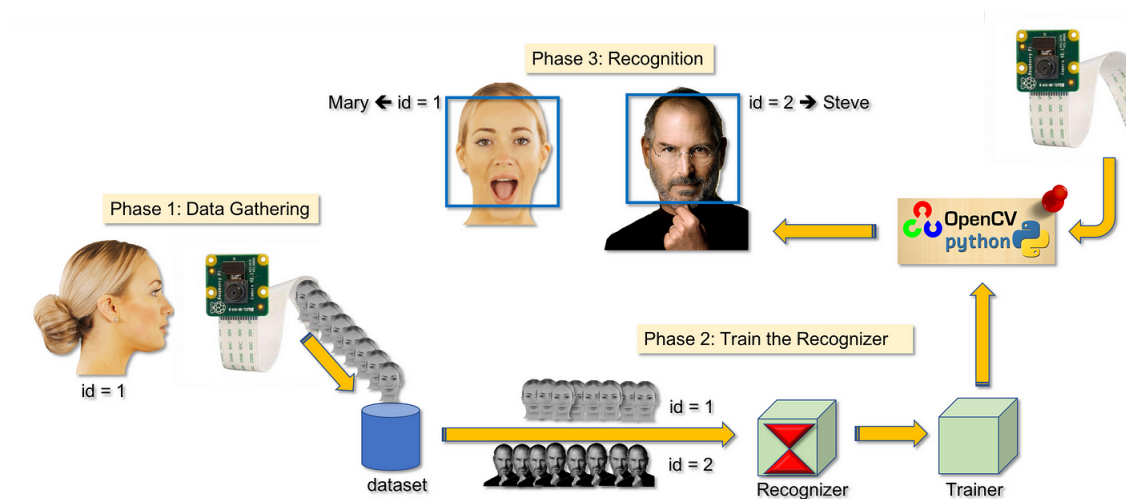 Phase 3: Recognition
Mary 🡸 id = 1
id = 2 🡺 Steve
Phase 1: Data Gathering
OpenCV
python
Phase 2: Train the Recognizer
id = 1
id = 1
id = 2
dataset
Recognizer
Trainer